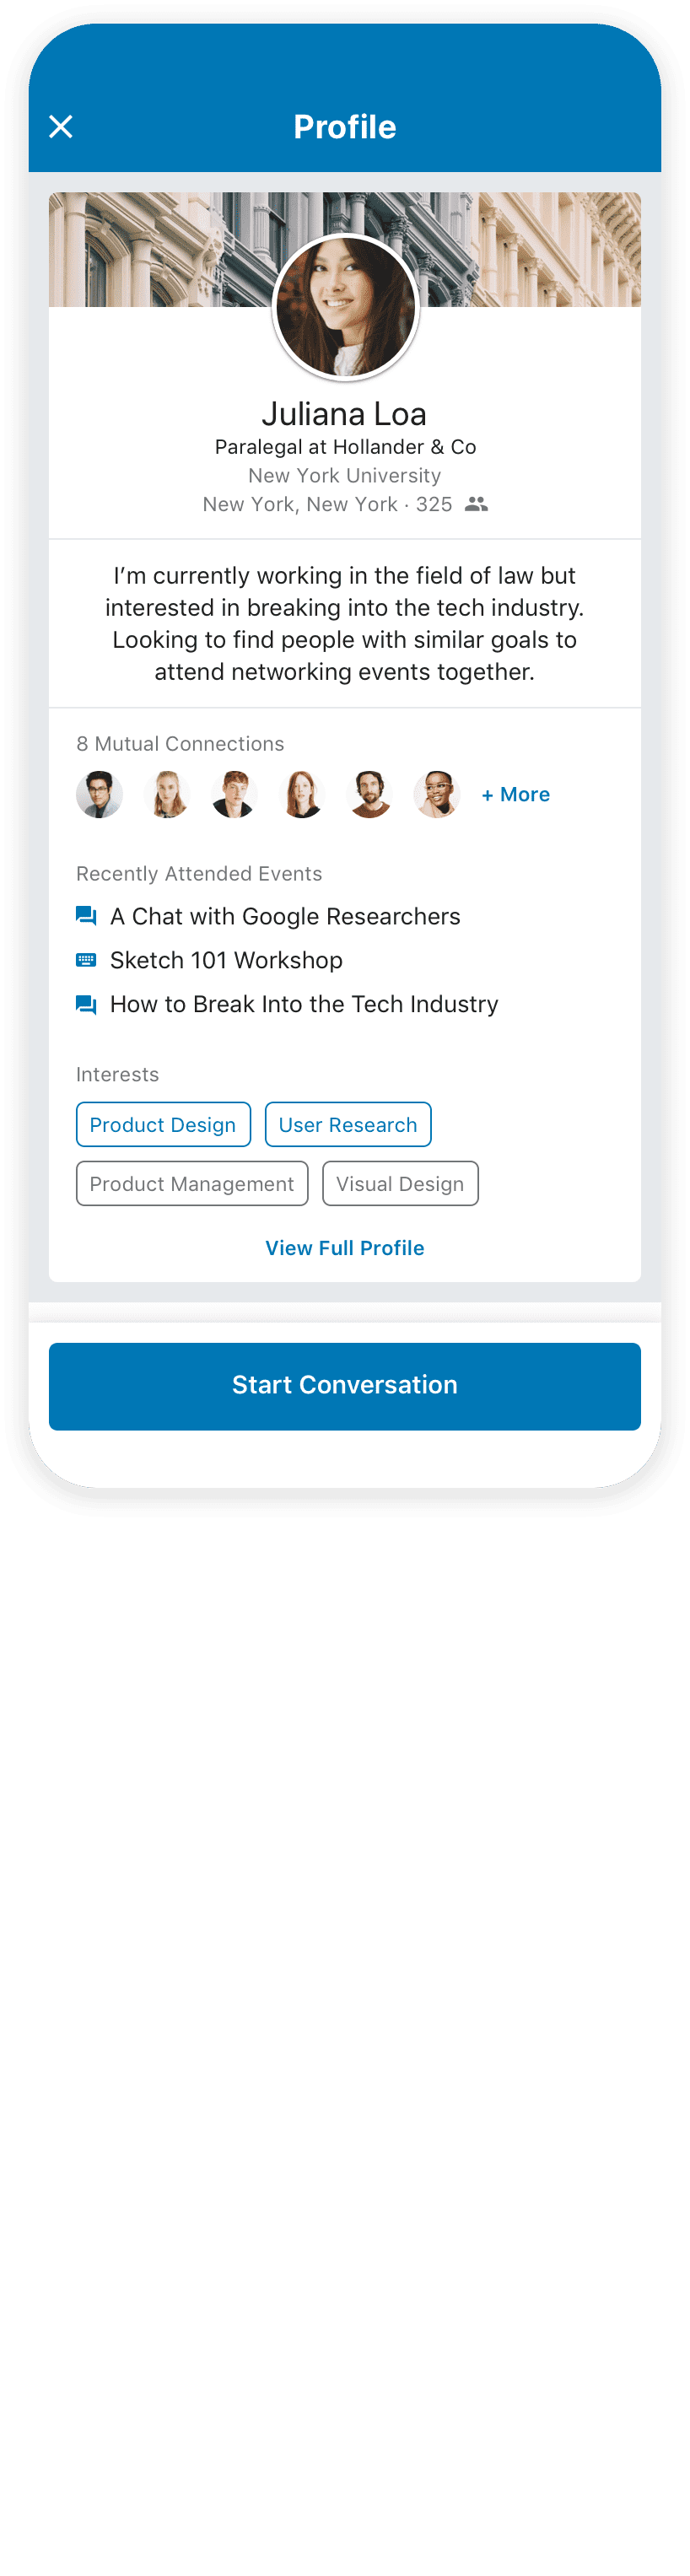 Profile
Juliana Loa
Paralegal at Hollander & Co
New York University
New York, New York · 325
I’m currently working in the field of law but
interested in breaking into the tech industry.
Looking to find people with similar goals to
attend networking events together.
8 Mutual Connections
+ More
Recently Attended Events
A Chat with Google Researchers
Sketch 101 Workshop
How to Break Into the Tech Industry
Interests
Product Design
User Research
Product Management
Visual Design
View Full Profile
Start Conversation